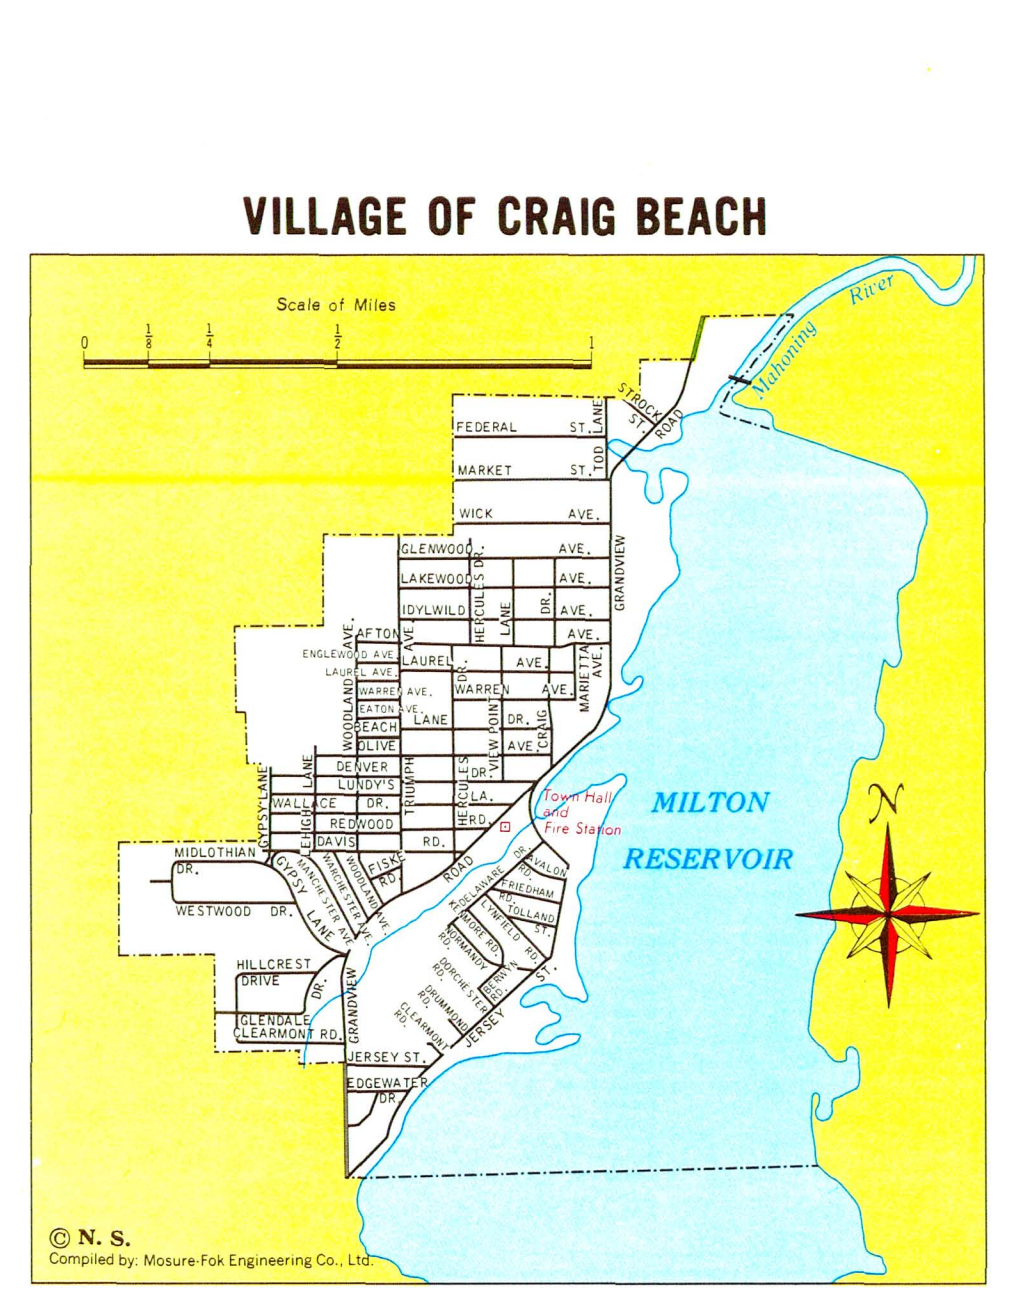 VILLAGE OF CRAIG BEACH
Scale of Miles
0 1/8 1/4 1/2 1
Mahoning River
STROCK ST.
ROAD
TOD LANE
FEDERAL ST.
MARKET ST.
WICK AVE.
GRANDVIEW
GLENWOOD AVE.
LAKEWOOD AVE.
HERCULES DR.
IDYLWILD AVE.
LANE
DR.
AFTON AVE.
ENGLEWOOD AVE.
LAUREL AVE.
LAUREL AVE.
WARREN AVE.
WARREN AVE.
MARIETTA AVE.
WOODLAND AVE.
EATON AVE.
BEACH LANE DR.
OLIVE AVE.
VIEW POINT
CRAIG
DENVER DR.
LUNDY'S LA.
TRIUMPH AVE.
HERCULES DR.
GYPSY LANE
LEHIGH LANE
WALLACE DR.
REDWOOD RD.
DAVIS RD.
Town Hall
and
Fire Station
MILTON
RESERVOIR
N
MIDLOTHIAN
DR.
WESTWOOD DR.
GYPSY LANE
MANCHESTER AVE.
WARCHESTER AVE.
WOODLAND AVE.
FISKE
RD.
ROAD
DELAWARE DR.
AVALON
RD.
FRIEDHAM
RD.
TOLLAND
ST.
LYNFIELD RD.
KENMORE RD.
NORMANDY
RD.
BERWYN
RD.
DORCHESTER
RD.
DRUMMOND
RD.
CLEARMONT
RD.
JERSEY ST.
HILLCREST
DRIVE
DR.
GLENDALE
CLEARMONT RD.
GRANDVIEW
JERSEY ST.
EDGEWATER
DR.
© N. S.
Compiled by: Mosure-Fok Engineering Co., Ltd.